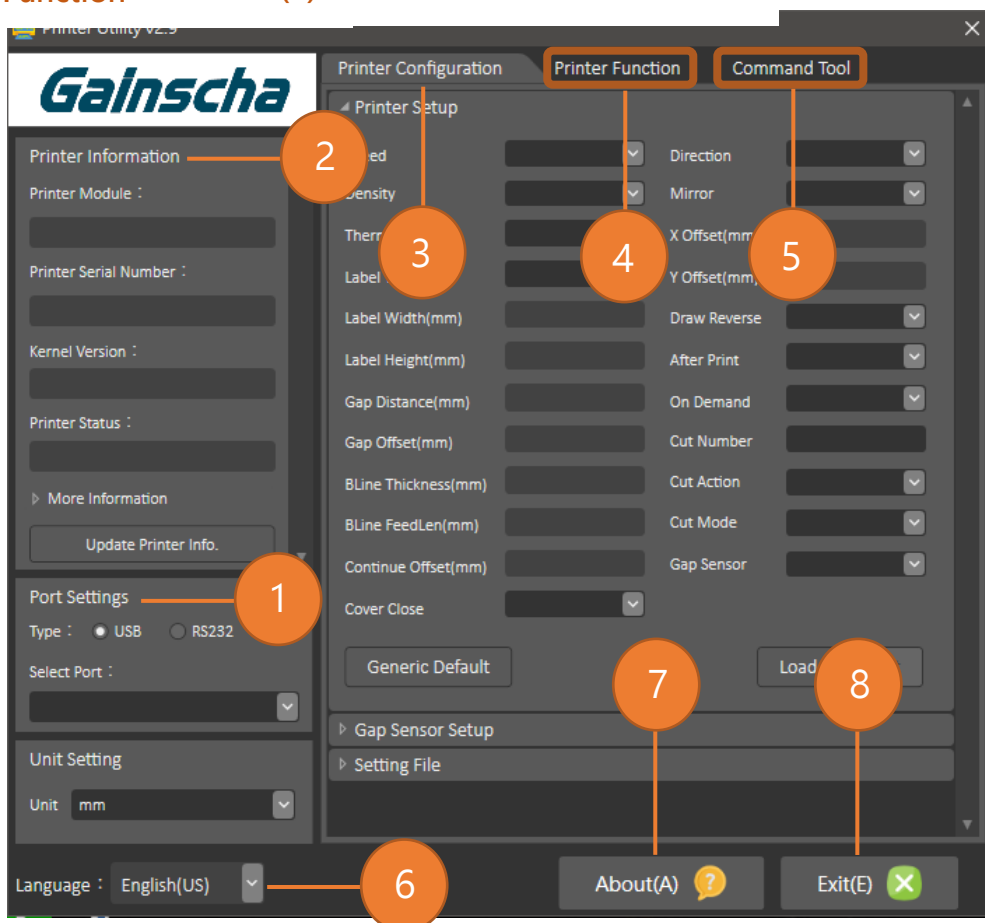 Function
Printer Utility v2.9
Gainscha
Printer Configuration
Printer Function
Command Tool
Printer Setup
Printer Information
2
Direction
Printer Module :
Density
Mirror
3
4
5
X Offset(mm)
Printer Serial Number :
Label
Y Offset(mm)
Label Width(mm)
Draw Reverse
Kernel Version :
Label Height(mm)
After Print
Gap Distance(mm)
On Demand
Printer Status :
Gap Offset(mm)
Cut Number
BLine Thickness(mm)
Cut Action
More Information
BLine FeedLen(mm)
Cut Mode
Update Printer Info.
Continue Offset(mm)
Gap Sensor
Port Settings
1
Cover Close
Type : USB RS232
Generic Default
7
Load
8
Select Port :
Gap Sensor Setup
Unit Setting
Setting File
Unit mm
Language : English(US)
6
About(A)
Exit(E)